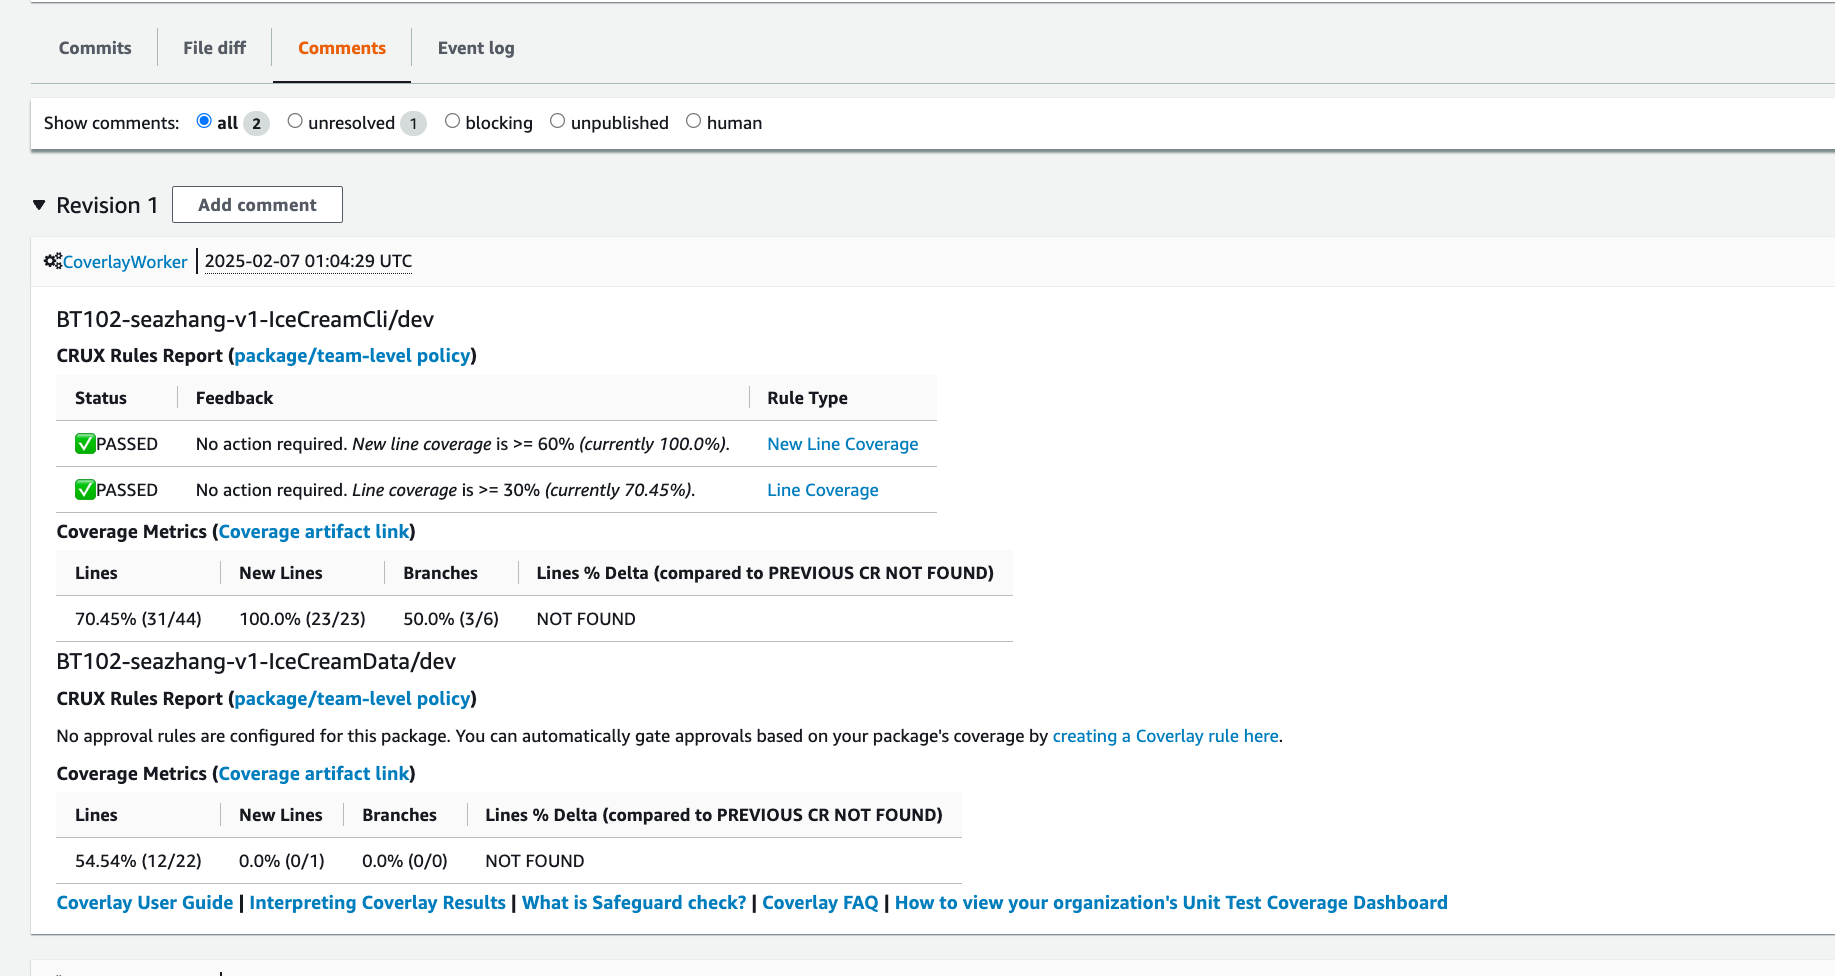 Commits File diff Comments Event log
Show comments: all 2 unresolved 1 blocking unpublished human
Revision 1 Add comment
CoverlayWorker 2025-02-07 01:04:29 UTC
BT102-seazhang-v1-IceCreamCli/dev
CRUX Rules Report (package/team-level policy)
Status Feedback Rule Type
✅PASSED No action required. New line coverage is >= 60% (currently 100.0%). New Line Coverage
✅PASSED No action required. Line coverage is >= 30% (currently 70.45%). Line Coverage
Coverage Metrics (Coverage artifact link)
Lines New Lines Branches Lines % Delta (compared to PREVIOUS CR NOT FOUND)
70.45% (31/44) 100.0% (23/23) 50.0% (3/6) NOT FOUND
BT102-seazhang-v1-IceCreamData/dev
CRUX Rules Report (package/team-level policy)
No approval rules are configured for this package. You can automatically gate approvals based on your package's coverage by creating a Coverlay rule here.
Coverage Metrics (Coverage artifact link)
Lines New Lines Branches Lines % Delta (compared to PREVIOUS CR NOT FOUND)
54.54% (12/22) 0.0% (0/1) 0.0% (0/0) NOT FOUND
Coverlay User Guide | Interpreting Coverlay Results | What is Safeguard check? | Coverlay FAQ | How to view your organization's Unit Test Coverage Dashboard